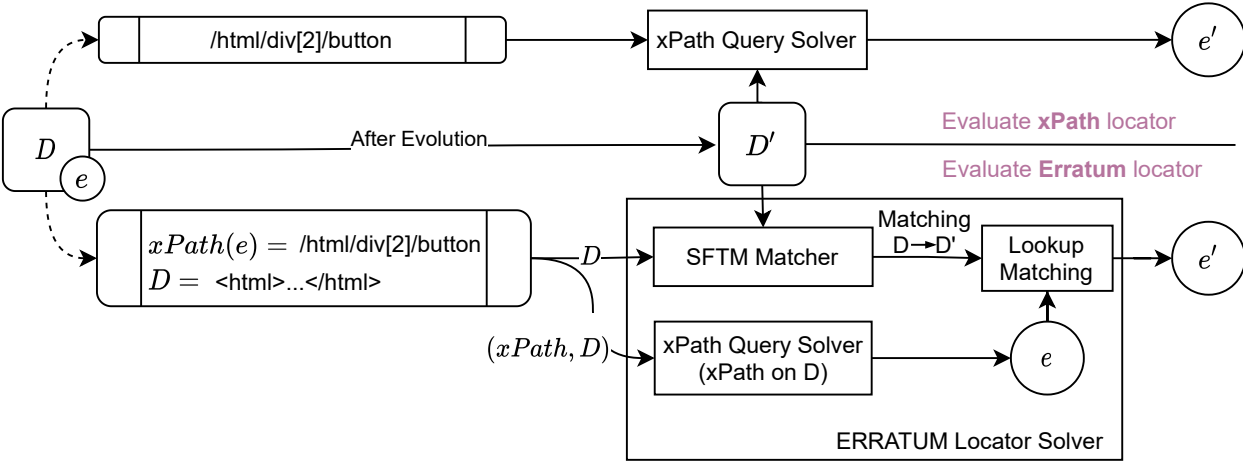 /html/div[2]/button
xPath Query Solver
e′
D
e
After Evolution
D′
Evaluate xPath locator
Evaluate Erratum locator
xPath(e) = /html/div[2]/button
D = <html>...</html>
D
(xPath, D)
SFTM Matcher
Matching
D→D'
Lookup
Matching
e′
xPath Query Solver
(xPath on D)
e
ERRATUM Locator Solver